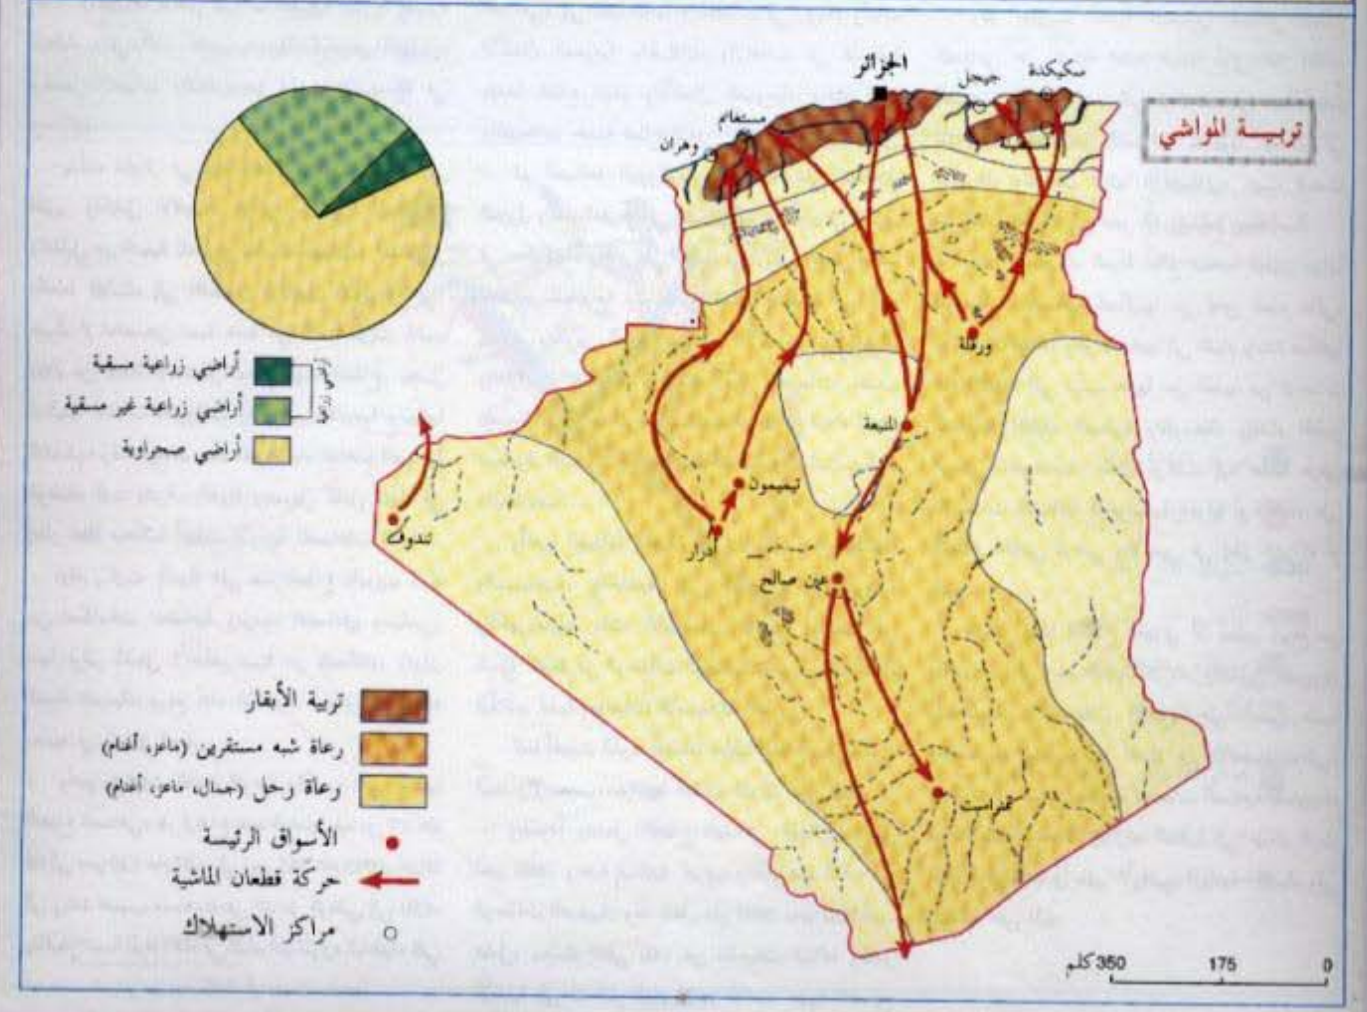 تربية المواشي
الجزائر
سكيكدة
جيجل
مستغانم
وهران
ورقلة
المنيعة
تيميمون
أدرار
تندوف
عين صالح
تمنراست
أراضي زراعية مسقية
أراضي زراعية غير مسقية
أراضي صحراوية
تربية الأبقار
رعاة شبه مستقرين (ماعز، أغنام)
رعاة رحل (جمال، ماعز، أغنام)
الأسواق الرئيسة
حركة قطعان الماشية
مراكز الاستهلاك
0 175 350 كلم